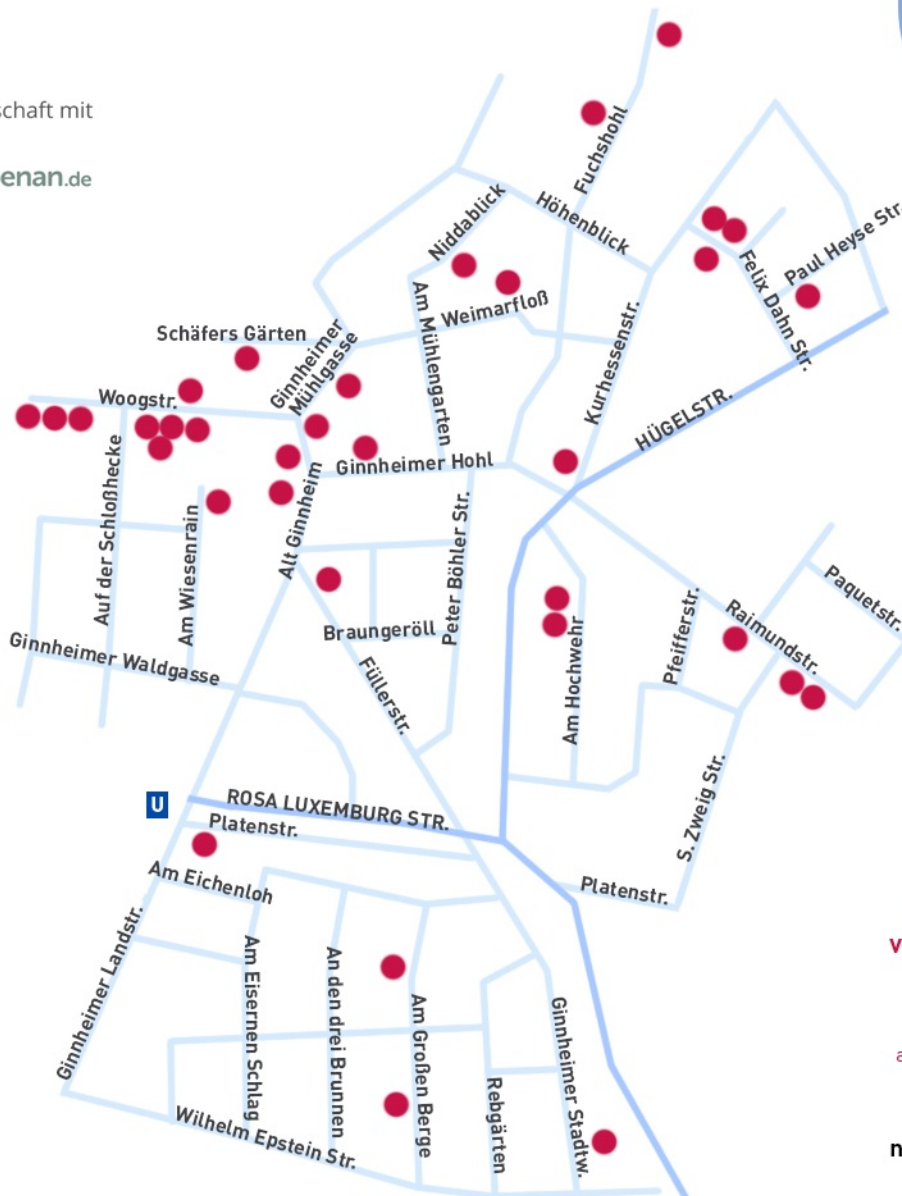 schaft mit
enan.de
Fuchshohl
Niddablick
Höhenblick
Paul Heyse Str.
Felix Dahn Str.
Am Mühlengarten
Weimarfloß
Schäfers Gärten
Ginnheimer
Mühlgasse
Kurhessenstr.
HÜGELSTR.
Woogstr.
Ginnheimer Hohl
Auf der Schloßhecke
Am Wiesenrain
Alt Ginnheim
Peter Böhler Str.
Braungeröll
Füllerstr.
Ginnheimer Waldgasse
Am Hochwehr
Pfeifferstr.
Raimundstr.
Paquetstr.
S. Zweig Str.
U
ROSA LUXEMBURG STR.
Platenstr.
Am Eichenloh
Platenstr.
Ginnheimer Landstr.
Am Eisernen Schlag
An den drei Brunnen
Am Großen Berge
Rebgärten
Ginnheimer Stadtw.
Wilhelm Epstein Str.
V
a
n